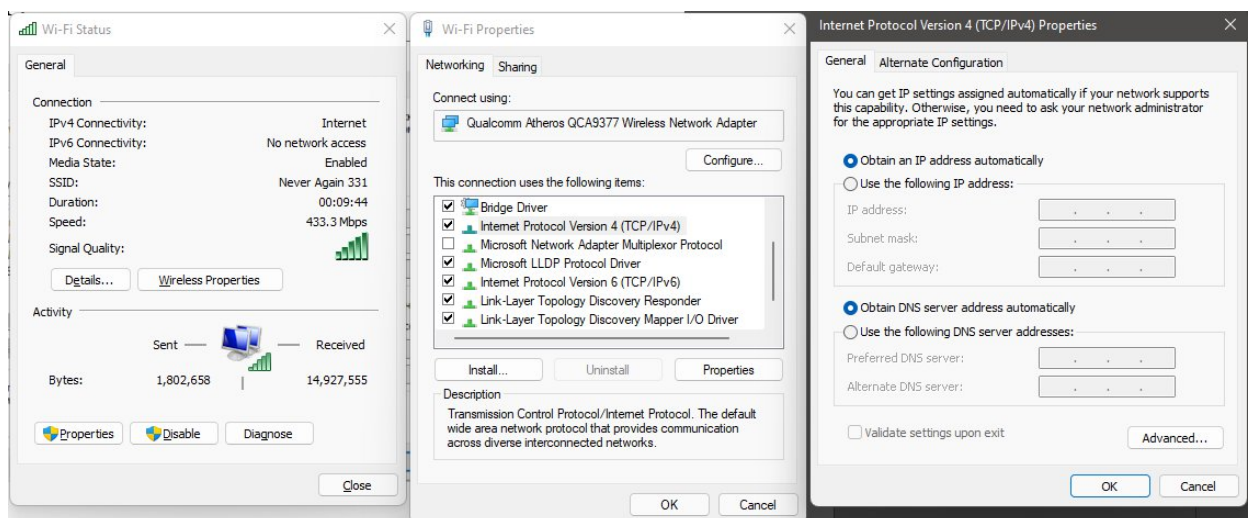 Wi-Fi Status
General
Connection
IPv4 Connectivity: Internet
IPv6 Connectivity: No network access
Media State: Enabled
SSID: Never Again 331
Duration: 00:09:44
Speed: 433.3 Mbps
Signal Quality:
Details... Wireless Properties
Activity
Sent Received
Bytes: 1,802,658 14,927,555
Properties Disable Diagnose
Close
Wi-Fi Properties
Networking Sharing
Connect using:
Qualcomm Atheros QCA9377 Wireless Network Adapter
Configure...
This connection uses the following items:
Bridge Driver
Internet Protocol Version 4 (TCP/IPv4)
Microsoft Network Adapter Multiplexor Protocol
Microsoft LLDP Protocol Driver
Internet Protocol Version 6 (TCP/IPv6)
Link-Layer Topology Discovery Responder
Link-Layer Topology Discovery Mapper I/O Driver
Install... Uninstall Properties
Description
Transmission Control Protocol/Internet Protocol. The default
wide area network protocol that provides communication
across diverse interconnected networks.
OK Cancel
Internet Protocol Version 4 (TCP/IPv4) Properties
General Alternate Configuration
You can get IP settings assigned automatically if your network supports
this capability. Otherwise, you need to ask your network administrator
for the appropriate IP settings.
Obtain an IP address automatically
Use the following IP address:
IP address:
Subnet mask:
Default gateway:
Obtain DNS server address automatically
Use the following DNS server addresses:
Preferred DNS server:
Alternate DNS server:
Validate settings upon exit
Advanced...
OK Cancel